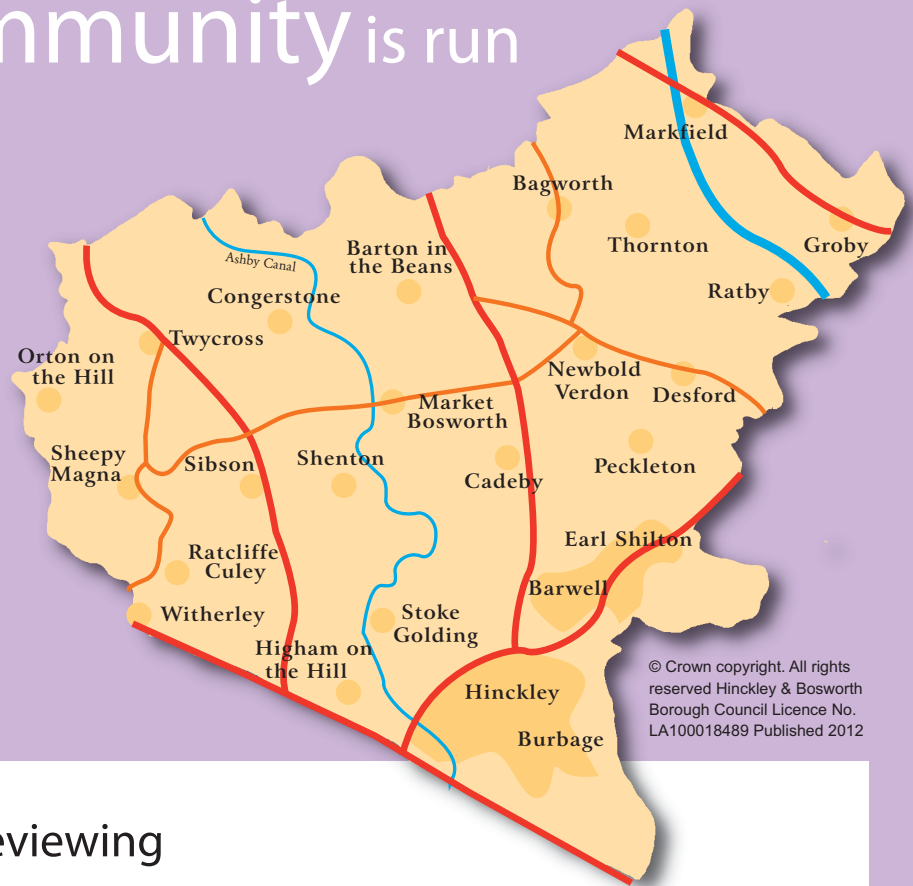 mmunity is run
Markfield
Bagworth
Thornton
Groby
Ratby
Barton in
the Beans
Ashby Canal
Congerstone
Twycross
Orton on
the Hill
Newbold
Verdon
Desford
Market
Bosworth
Sheepy
Magna
Sibson
Shenton
Cadeby
Peckleton
Earl Shilton
Ratcliffe
Culey
Barwell
Witherley
Stoke
Golding
Higham on
the Hill
Hinckley
Burbage
© Crown copyright. All rights
reserved Hinckley & Bosworth
Borough Council Licence No.
LA100018489 Published 2012
eviewing